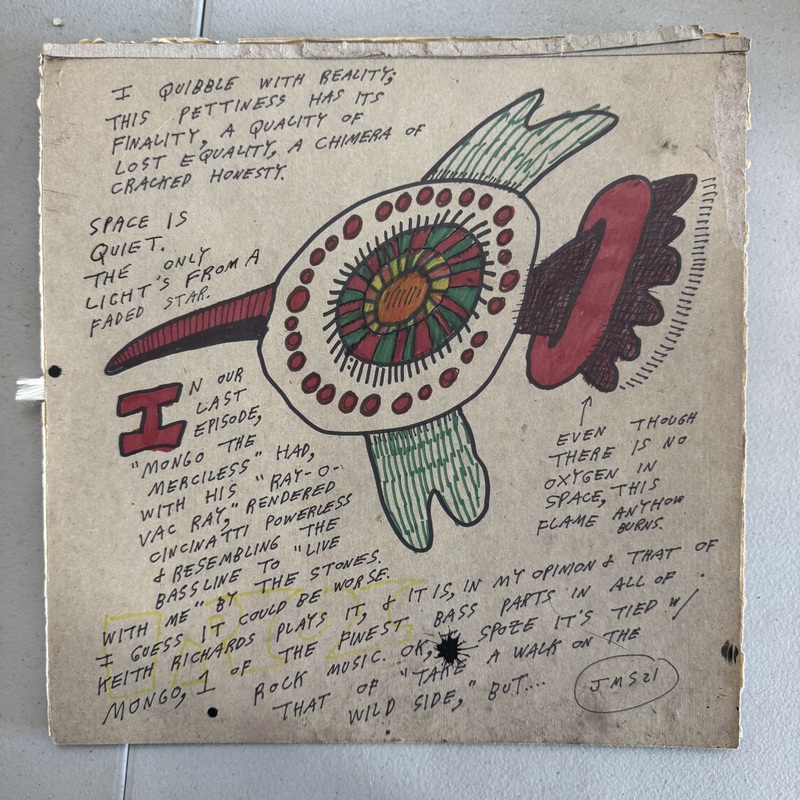 I QUIBBLE WITH REALITY;
THIS PETTINESS HAS ITS
FINALITY, A QUALITY OF
LOST EQUALITY, A CHIMERA OF
CRACKED HONESTY.
SPACE IS
QUIET.
THE ONLY
LIGHT'S FROM A
FADED STAR.
IN OUR
LAST
EPISODE,
"MONGO THE
MERCILESS" HAD,
WITH HIS "RAY-O-
VAC RAY," RENDERED
CINCINATTI POWERLESS
& RESEMBLING THE
BASSLINE TO "LIVE
WITH ME" BY THE STONES.
I GUESS IT COULD BE WORSE.
KEITH RICHARDS PLAYS IT, & IT IS, IN MY OPINION & THAT OF
MONGO, 1 OF THE FINEST BASS PARTS IN ALL OF
ROCK MUSIC. OK, SPOZE IT'S TIED W/
THAT OF "TAKE A WALK ON THE
WILD SIDE," BUT....
EVEN THOUGH
THERE IS NO
OXYGEN IN
SPACE, THIS
FLAME ANYHOW
BURNS.
JMS21